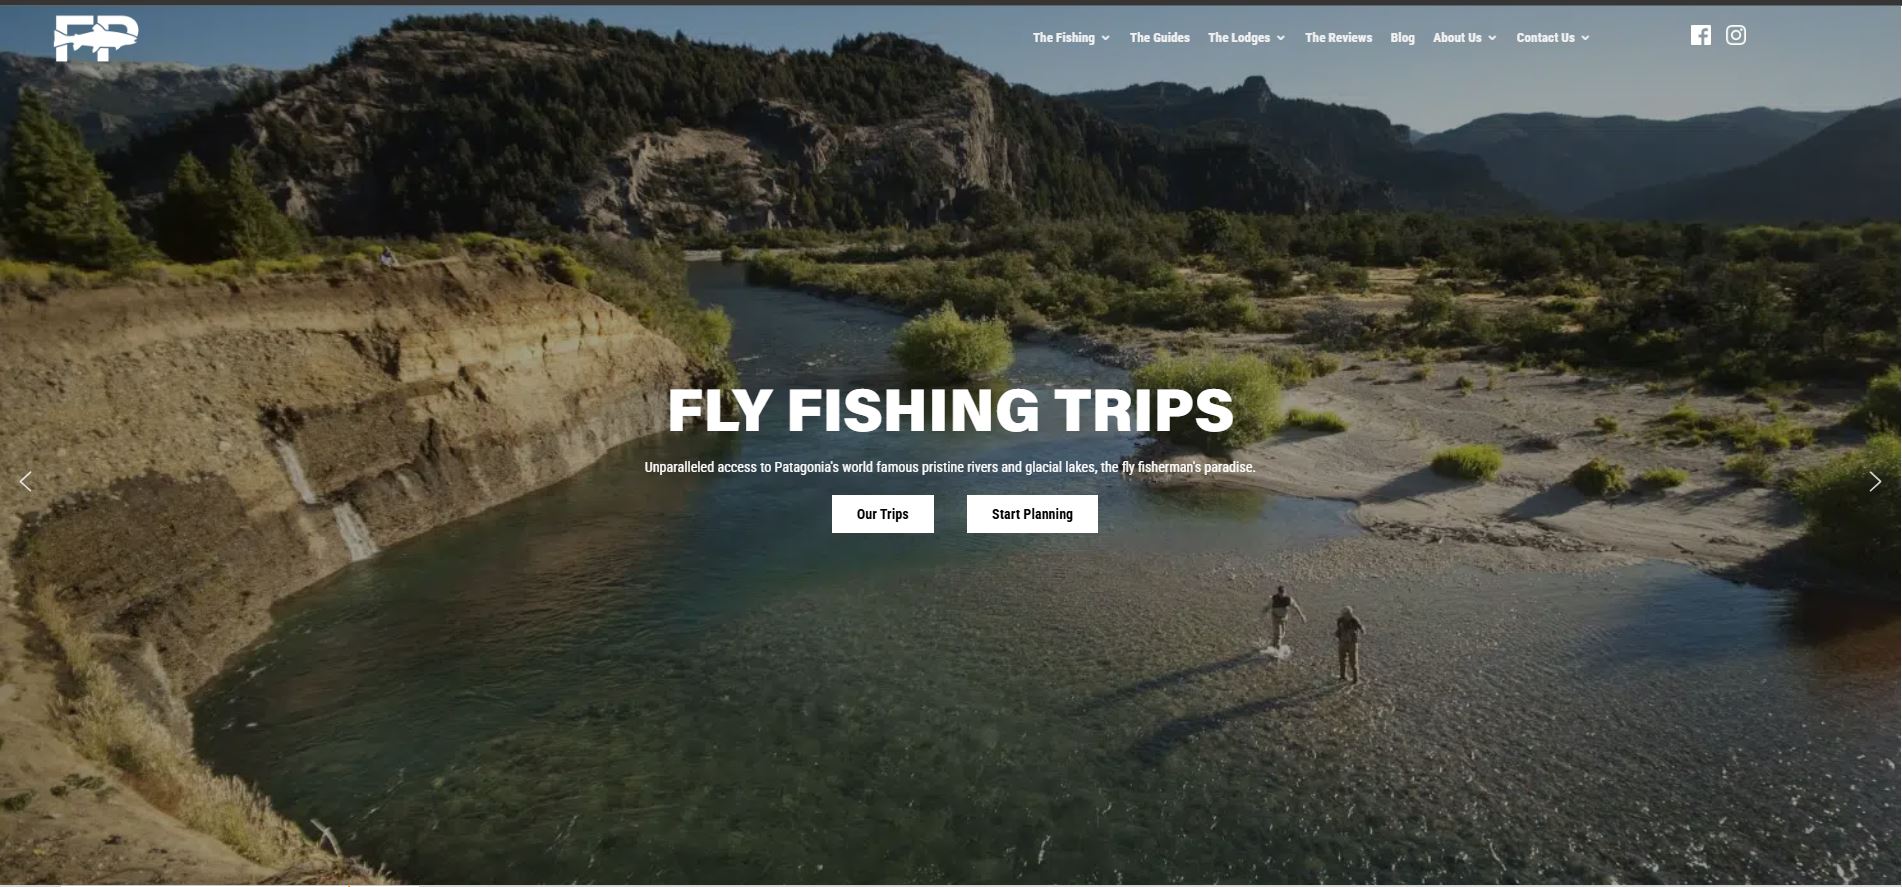 FP
The Fishing
The Guides
The Lodges
The Reviews
Blog
About Us
Contact Us
FLY FISHING TRIPS
Unparalleled access to Patagonia's world famous pristine rivers and glacial lakes, the fly fisherman's paradise.
Our Trips
Start Planning